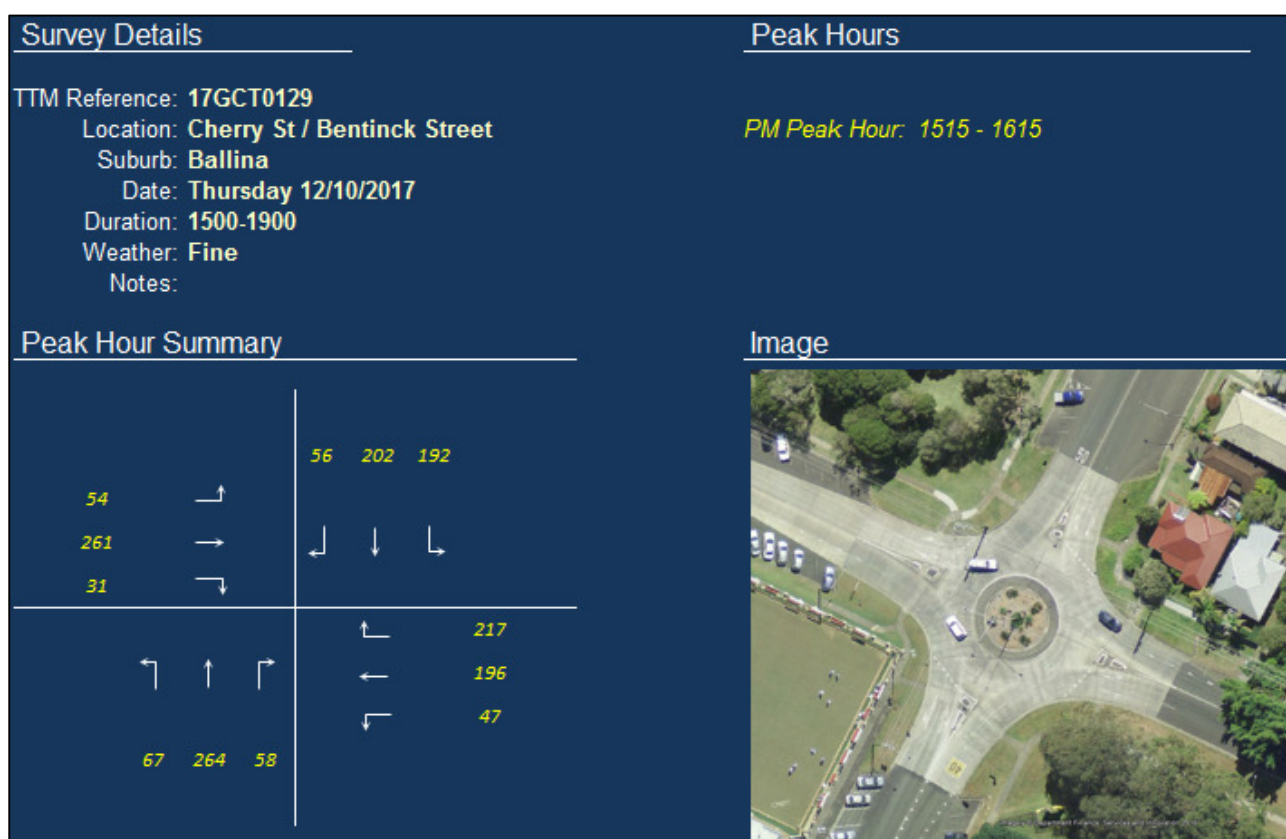 Survey Details
TTM Reference: 17GCT0129
Location: Cherry St / Bentinck Street
Suburb: Ballina
Date: Thursday 12/10/2017
Duration: 1500-1900
Weather: Fine
Notes:
Peak Hours
PM Peak Hour: 1515 - 1615
Peak Hour Summary
56 202 192
54
261
31
217
196
47
67 264 58
Image
50
40